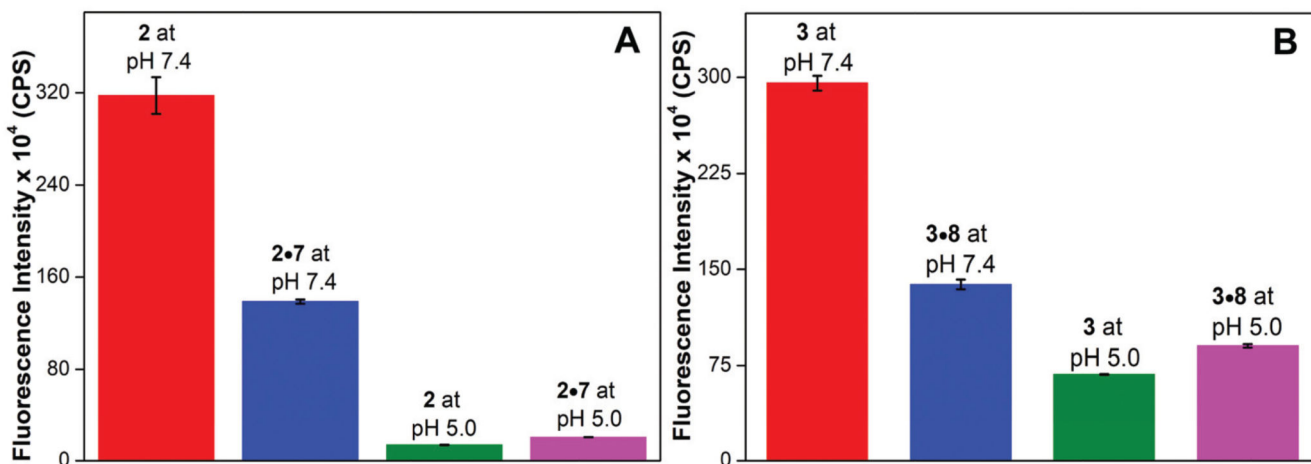 A
Fluorescence Intensity x 10⁴ (CPS)
320
240
160
80
0
2 at
pH 7.4
2•7 at
pH 7.4
2 at
pH 5.0
2•7 at
pH 5.0
B
Fluorescence Intensity x 10⁴ (CPS)
300
225
150
75
0
3 at
pH 7.4
3•8 at
pH 7.4
3 at
pH 5.0
3•8 at
pH 5.0